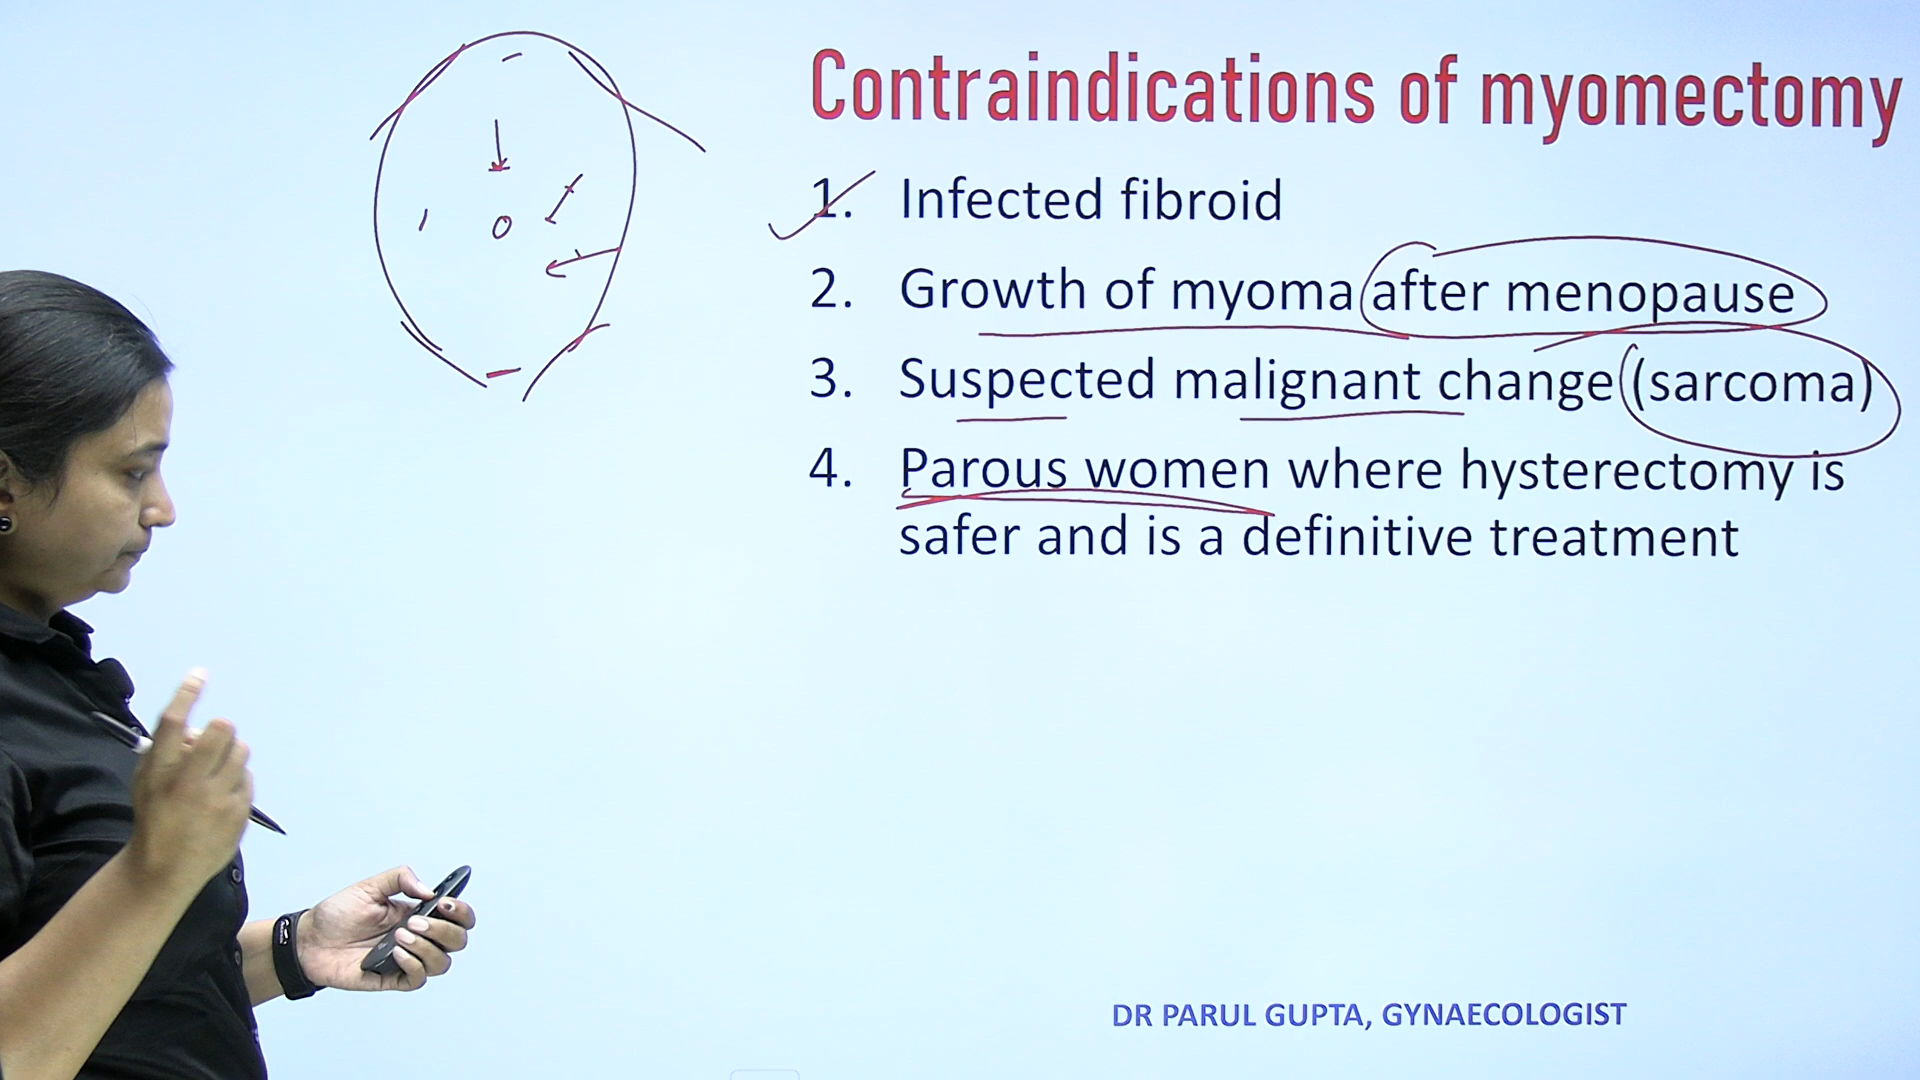 Contraindications of myomectomy
1. Infected fibroid
2. Growth of myoma after menopause
3. Suspected malignant change (sarcoma)
4. Parous women where hysterectomy is
safer and is a definitive treatment
DR PARUL GUPTA, GYNAECOLOGIST